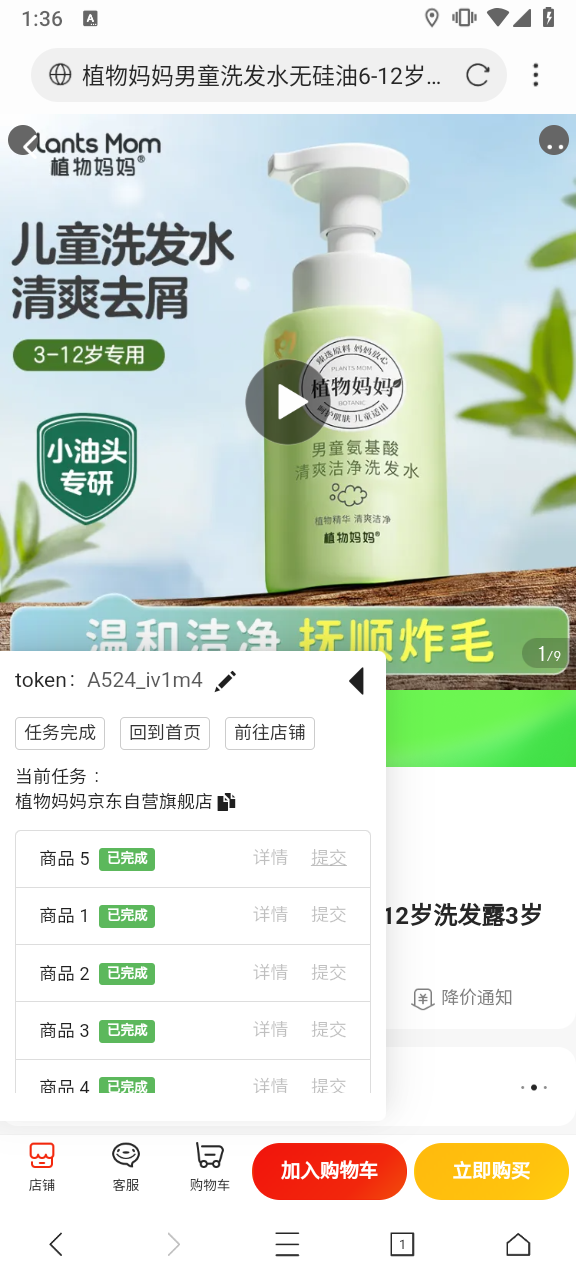 1:36
A
植物妈妈男童洗发水无硅油6-12岁...
Plants Mom
植物妈妈®
儿童洗发水
清爽去屑
3-12岁专用
小油头
专研
臻选原料 妈妈放心
PLANTS MOM
植物妈妈
BOTANIC
呵护肌肤 儿童适用
男童氨基酸
清爽洁净洗发水
植物精华 清爽洁净
植物妈妈®
温和洁净 抚顺炸毛
1/9
token: A524_iv1m4
任务完成 回到首页 前往店铺
当前任务：
植物妈妈京东自营旗舰店
商品 5 已完成 详情 提交
商品 1 已完成 详情 提交
12岁洗发露3岁
商品 2 已完成 详情 提交
降价通知
商品 3 已完成 详情 提交
商品 4 已完成 详情 提交
店铺 客服 购物车 加入购物车 立即购买
1